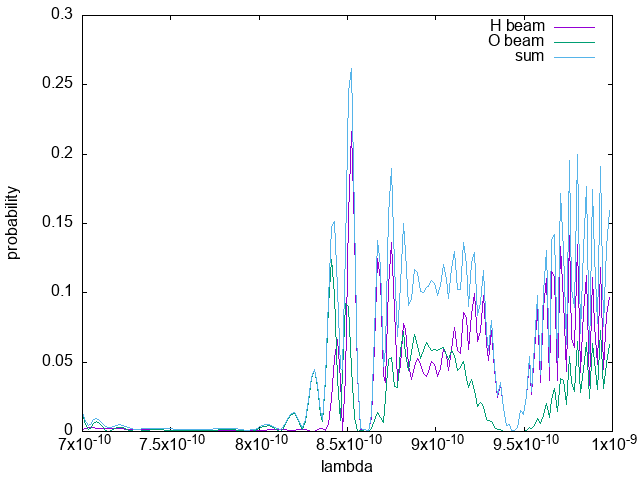 0.3
H beam
O beam
sum
0.25
0.2
probability
0.15
0.1
0.05
0
7x10⁻¹⁰ 7.5x10⁻¹⁰ 8x10⁻¹⁰ 8.5x10⁻¹⁰ 9x10⁻¹⁰ 9.5x10⁻¹⁰ 1x10⁻⁹
lambda